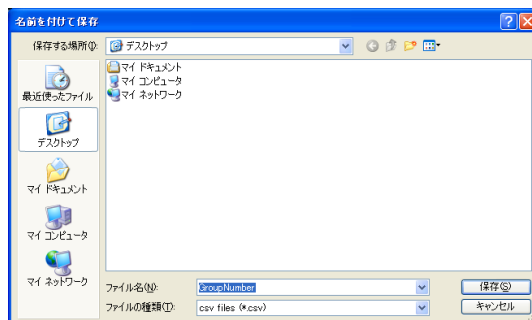 名前を付けて保存
保存する場所(I):
デスクトップ
最近使ったファイル
デスクトップ
マイ ドキュメント
マイ コンピュータ
マイ ネットワーク
マイ ドキュメント
マイ コンピュータ
マイ ネットワーク
ファイル名(N):
GroupNumber
保存(S)
ファイルの種類(T):
csv files (*.csv)
キャンセル